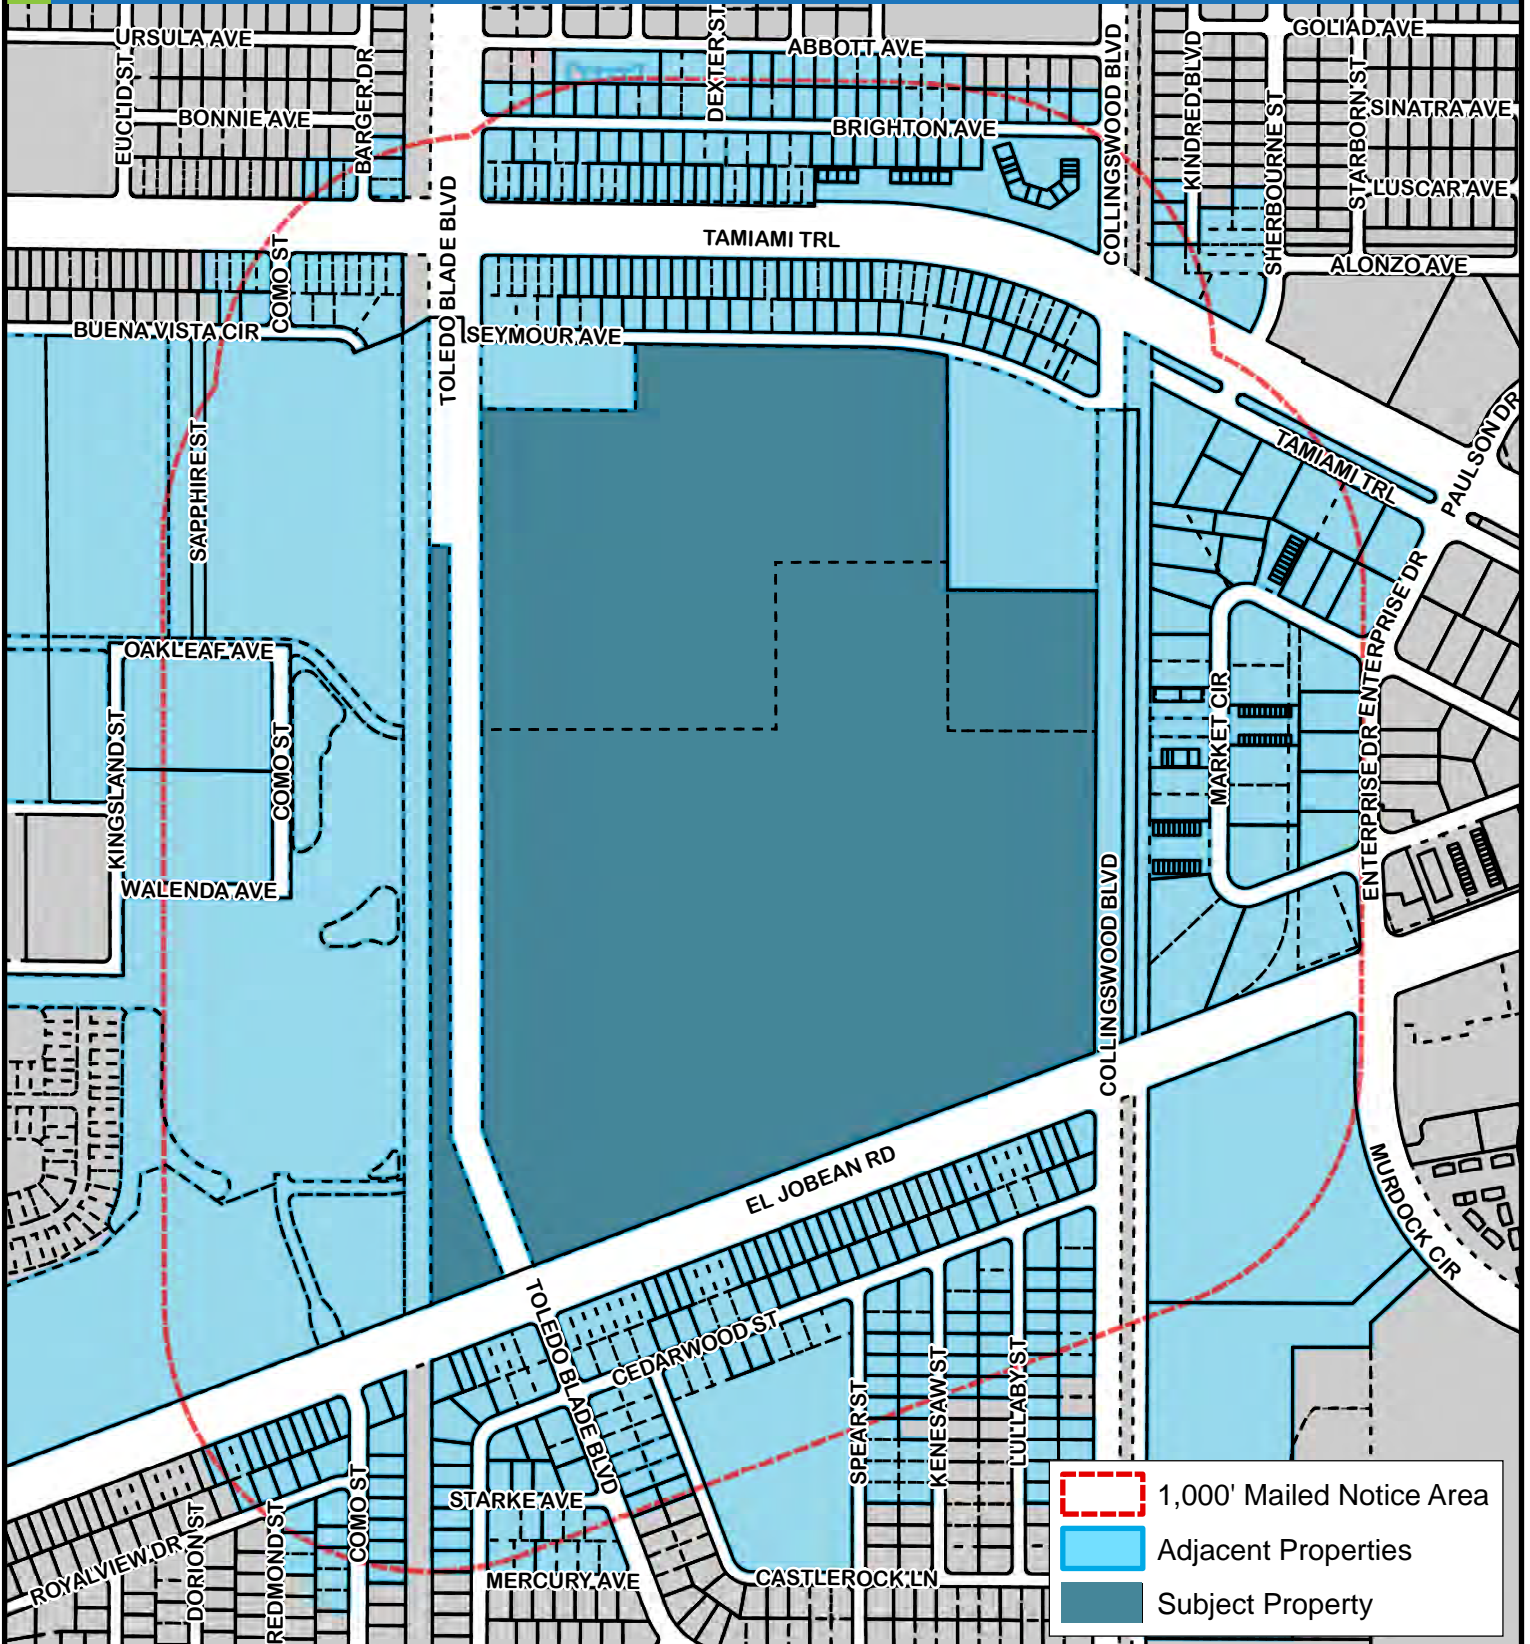 URSULA AVE
ABBOTT AVE
GOLIAD AVE
EUCLID ST
BARGER DR
DEXTER ST
COLLINGSWOOD BLVD
KINDRED BLVD
SHERBOURNE ST
STARBORN ST
SINATRA AVE
BONNIE AVE
BRIGHTON AVE
LUSCAR AVE
TOLEDO BLADE BLVD
TAMIAMI TRL
COMO ST
ALONZO AVE
BUENA VISTA CIR
SEYMOUR AVE
SAPPHIRE ST
TAMIAMI TRL
PAULSON DR
ENTERPRISE DR
OAKLEAF AVE
KINGSLAND ST
COMO ST
MARKET CIR
ENTERPRISE DR
WALENDA AVE
COLLINGSWOOD BLVD
EL JOBEAN RD
MURDOCK CIR
TOLEDO BLADE BLVD
CEDARWOOD ST
SPEAR ST
KENESAW ST
LULLABY ST
STARKE AVE
COMO ST
ROYALVIEW DR
DORION ST
REDMOND ST
MERCURY AVE
CASTLEROCK LN
1,000' Mailed Notice Area
Adjacent Properties
Subject Property